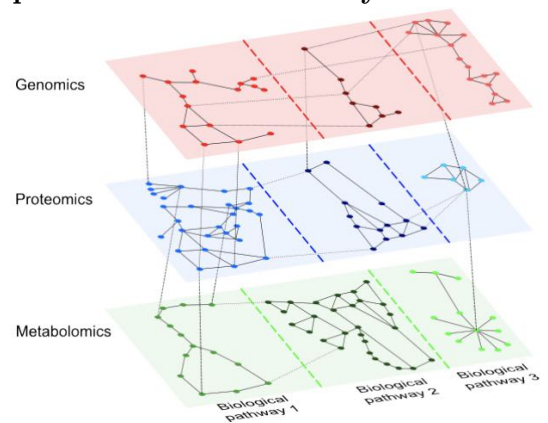 Genomics
Proteomics
Metabolomics
Biological
pathway 1
Biological
pathway 2
Biological
pathway 3